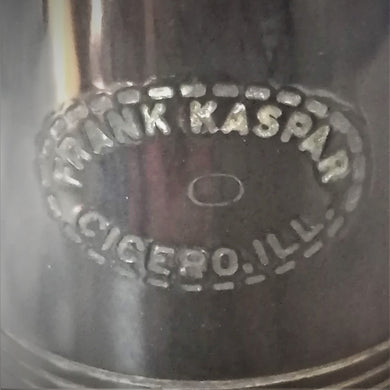 FRANK KASPAR
CICERO, ILL.